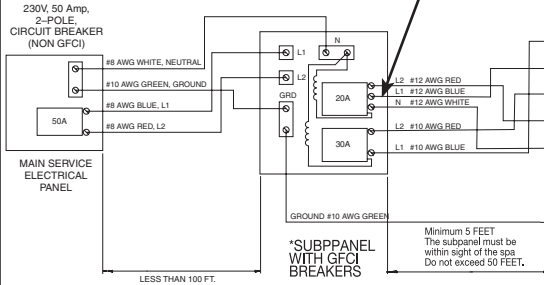 230V, 50 Amp,
2–POLE,
CIRCUIT BREAKER
(NON GFCI)
#8 AWG WHITE, NEUTRAL
#10 AWG GREEN, GROUND
#8 AWG BLUE, L1
#8 AWG RED, L2
50A
MAIN SERVICE
ELECTRICAL
PANEL
LESS THAN 100 FT.
L1
N
L2
GRD
20A
30A
L2 #12 AWG RED
L1 #12 AWG BLUE
N #12 AWG WHITE
L2 #10 AWG RED
L1 #10 AWG BLUE
GROUND #10 AWG GREEN
*SUBPPANEL
WITH GFCI
BREAKERS
Minimum 5 FEET
The subpanel must be
within sight of the spa
Do not exceed 50 FEET.